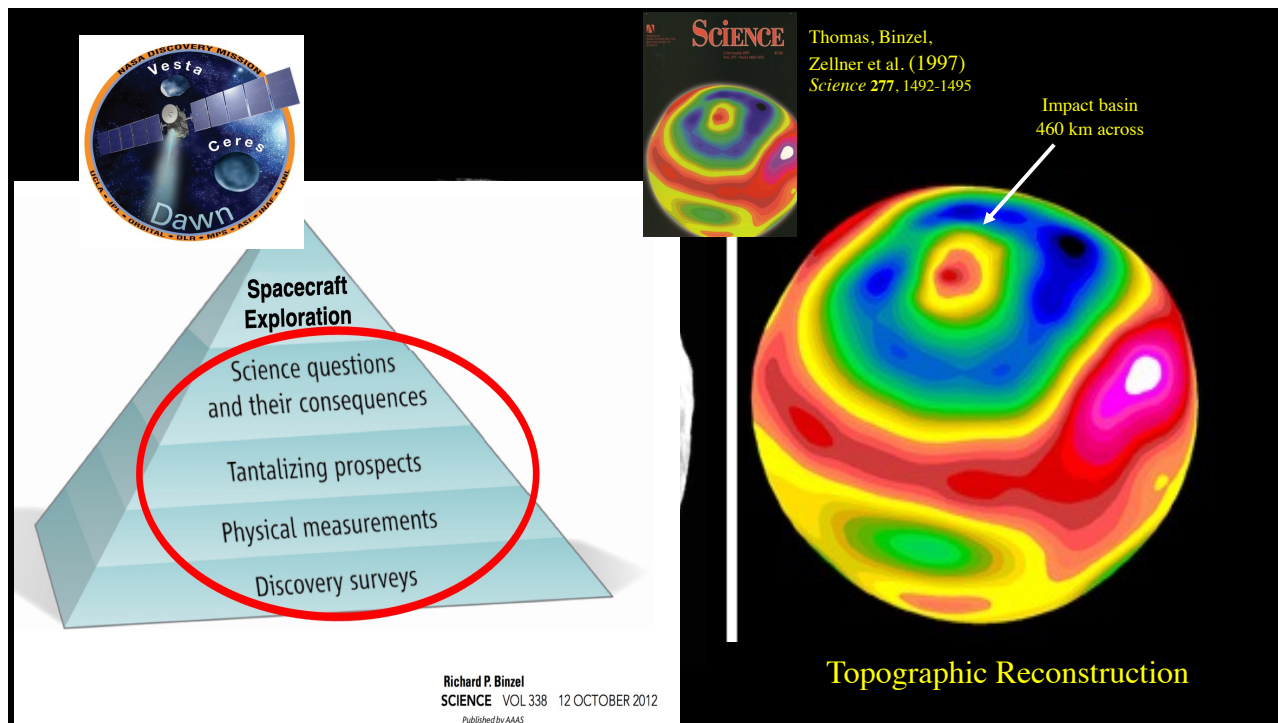 NASA DISCOVERY MISSION
Vesta
Ceres
Dawn
UCLA • JPL • ORBITAL • DLR • MPS • ASI • INAF • LANL
Spacecraft
Exploration
Science questions
and their consequences
Tantalizing prospects
Physical measurements
Discovery surveys
Richard P. Binzel
SCIENCE VOL 338 12 OCTOBER 2012
Published by AAAS
SCIENCE
Thomas, Binzel,
Zellner et al. (1997)
Science 277, 1492-1495
Impact basin
460 km across
Topographic Reconstruction